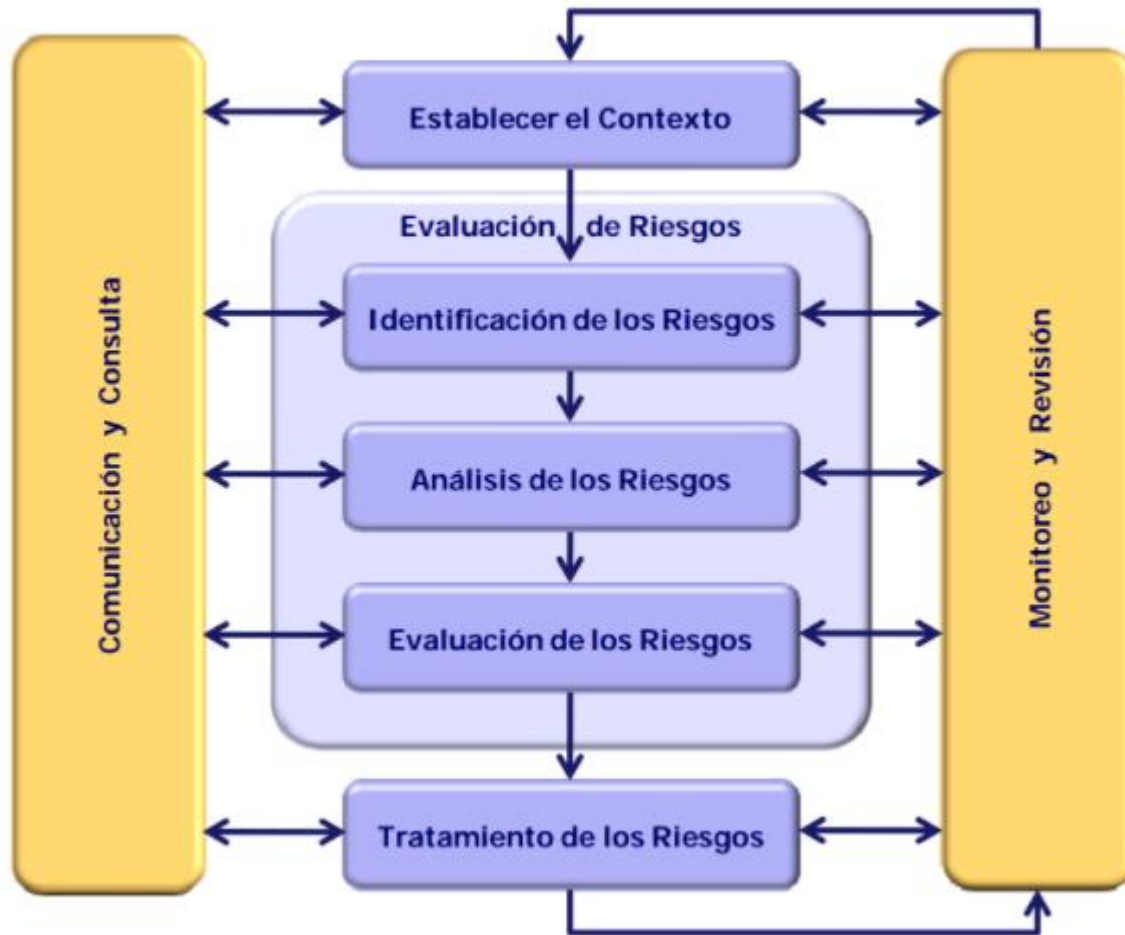 Comunicación y Consulta
Establecer el Contexto
Evaluación de Riesgos
Identificación de los Riesgos
Análisis de los Riesgos
Evaluación de los Riesgos
Tratamiento de los Riesgos
Monitoreo y Revisión